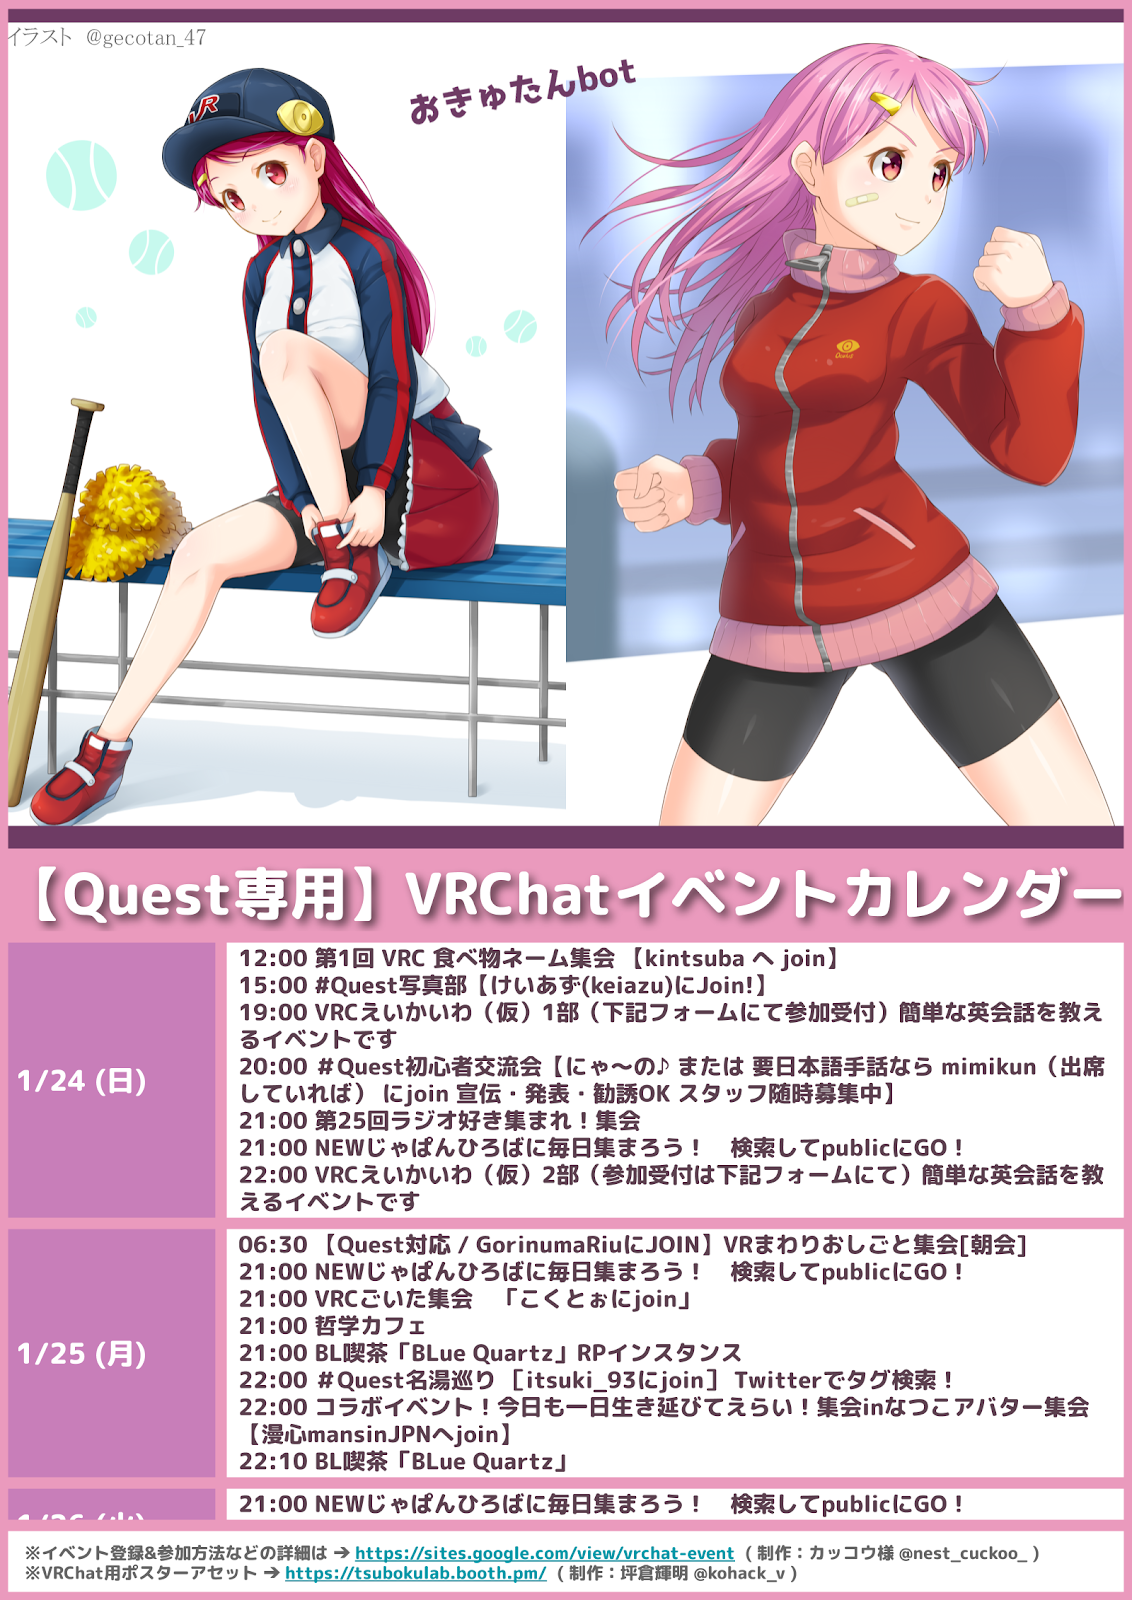 イラスト @gecotan_47
おきゅたんbot
VR
Quest
【Quest専用】VRChatイベントカレンダー
1/24 (日)
12:00 第1回 VRC 食べ物ネーム集会 【kintsuba へ join】
15:00 #Quest写真部【けいあず(keiazu)にJoin!】
19:00 VRCえいかいわ（仮）1部（下記フォームにて参加受付）簡単な英会話を教え
るイベントです
20:00 ＃Quest初心者交流会【にゃ〜の♪ または 要日本語手話なら mimikun（出席
していれば） にjoin 宣伝・発表・勧誘OK スタッフ随時募集中】
21:00 第25回ラジオ好き集まれ！集会
21:00 NEWじゃぱんひろばに毎日集まろう！　検索してpublicにGO！
22:00 VRCえいかいわ（仮）2部（参加受付は下記フォームにて）簡単な英会話を教
えるイベントです
1/25 (月)
06:30 【Quest対応 / GorinumaRiuにJOIN】VRまわりおしごと集会[朝会]
21:00 NEWじゃぱんひろばに毎日集まろう！　検索してpublicにGO！
21:00 VRCごいた集会　「こくとぉにjoin」
21:00 哲学カフェ
21:00 BL喫茶「BLue Quartz」RPインスタンス
22:00 ＃Quest名湯巡り ［itsuki_93にjoin］ Twitterでタグ検索！
22:00 コラボイベント！今日も一日生き延びてえらい！集会inなつこアバター集会
【漫心mansinJPNへjoin】
22:10 BL喫茶「BLue Quartz」
1/26 (火)
21:00 NEWじゃぱんひろばに毎日集まろう！　検索してpublicにGO！
※イベント登録&参加方法などの詳細は ➔ https://sites.google.com/view/vrchat-event （ 制作：カッコウ様 @nest_cuckoo_ ）
※VRChat用ポスターアセット ➔ https://tsubokulab.booth.pm/ （ 制作：坪倉輝明 @kohack_v ）